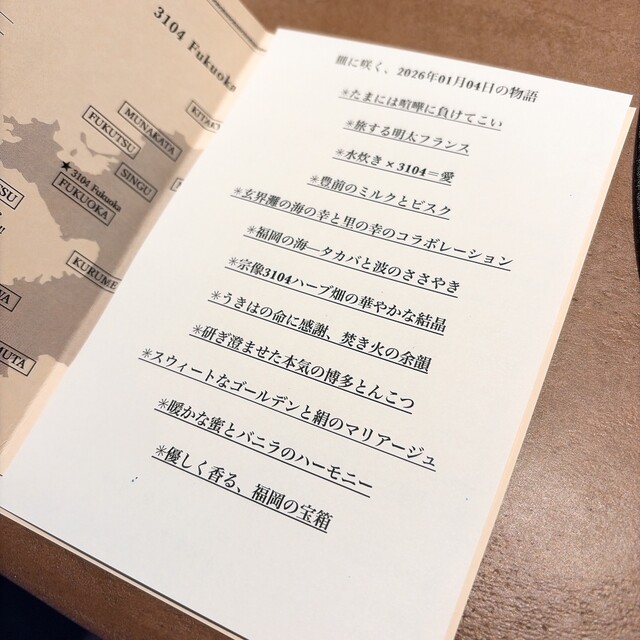 3104 Fukuoka
MUNAKATA
FUKUTSU
SINGU
★3104 Fukuoka
FUKUOKA
KURUME
皿に咲く、2026年01月04日の物語
*たまには喧嘩に負けてこい
*旅する明太フランス
*水炊き×3104=愛
*豊前のミルクとビスク
*玄界灘の海の幸と里の幸のコラボレーション
*福岡の海―タカバと波のささやき
*宗像3104ハーブ畑の華やかな結晶
*うきはの命に感謝、焚き火の余韻
*研ぎ澄ませた本気の博多とんこつ
*スウィートなゴールデンと絹のマリアージュ
*暖かな蜜とバニラのハーモニー
*優しく香る、福岡の宝箱